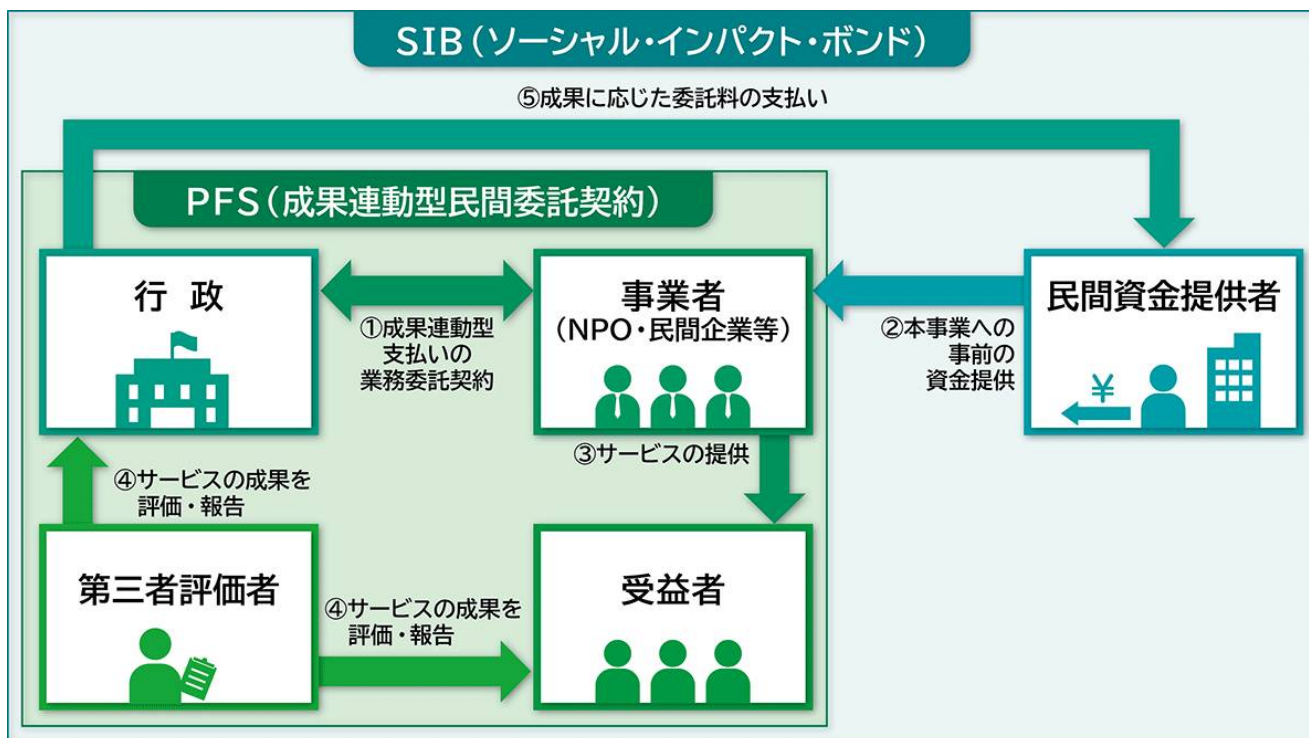 SIB（ソーシャル・インパクト・ボンド）
⑤成果に応じた委託料の支払い
PFS（成果連動型民間委託契約）
行 政
①成果連動型
支払いの
業務委託契約
事業者
（NPO・民間企業等）
②本事業への
事前の
資金提供
民間資金提供者
¥
③サービスの提供
④サービスの成果を
評価・報告
第三者評価者
④サービスの成果を
評価・報告
受益者